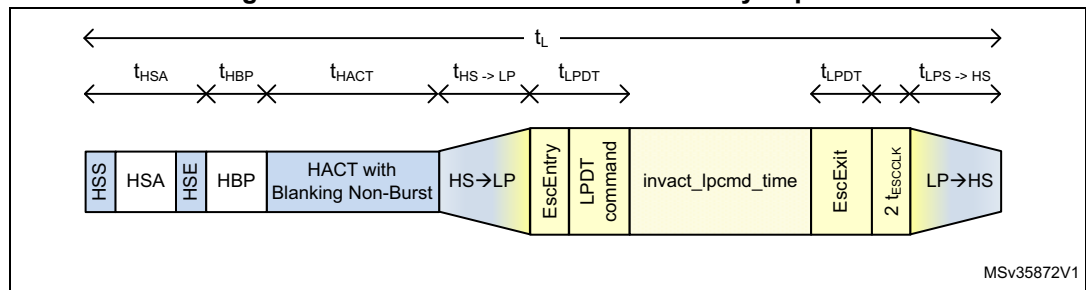 t_L
t_HSA t_HBP t_HACT t_HS -> LP t_LPDT t_LPDT t_LPS -> HS
HSS HSA HSE HBP HACT with
Blanking Non-Burst HS→LP EscEntry LPDT
command invact_lpcmd_time EscExit 2 t_ESCCLK LP→HS
MSv35872V1